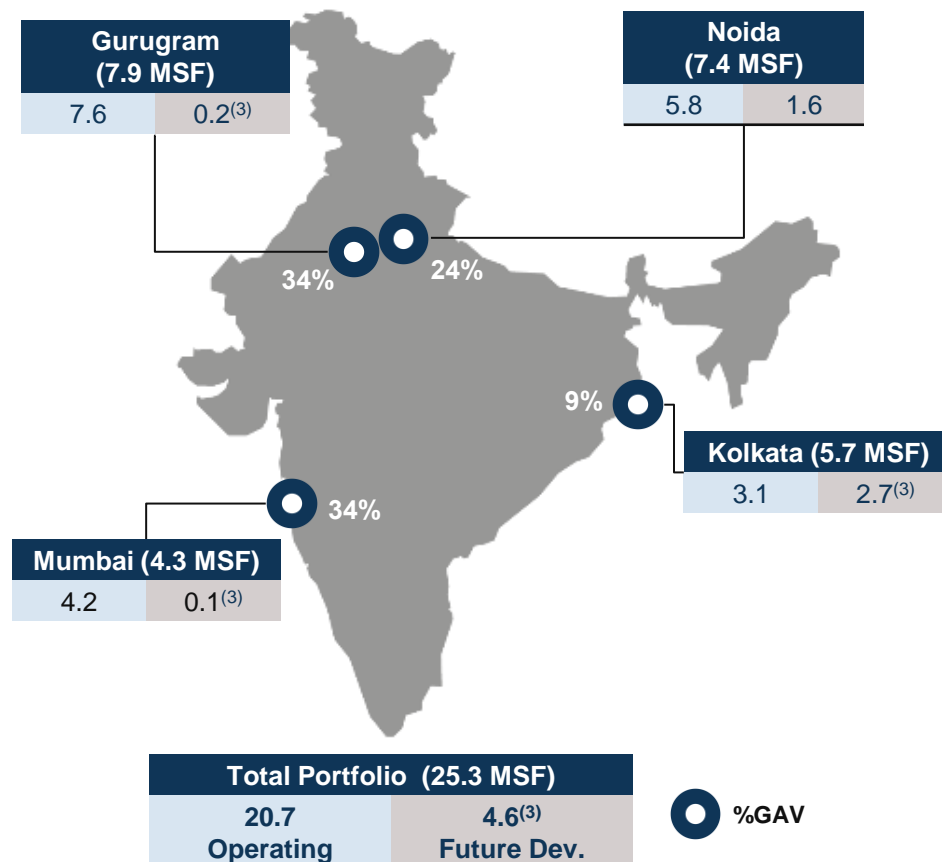 Gurugram
(7.9 MSF)
7.6 0.2(3)
Noida
(7.4 MSF)
5.8 1.6
34%
24%
9%
Kolkata (5.7 MSF)
3.1 2.7(3)
34%
Mumbai (4.3 MSF)
4.2 0.1(3)
Total Portfolio (25.3 MSF)
20.7 4.6(3)
Operating Future Dev.
%GAV